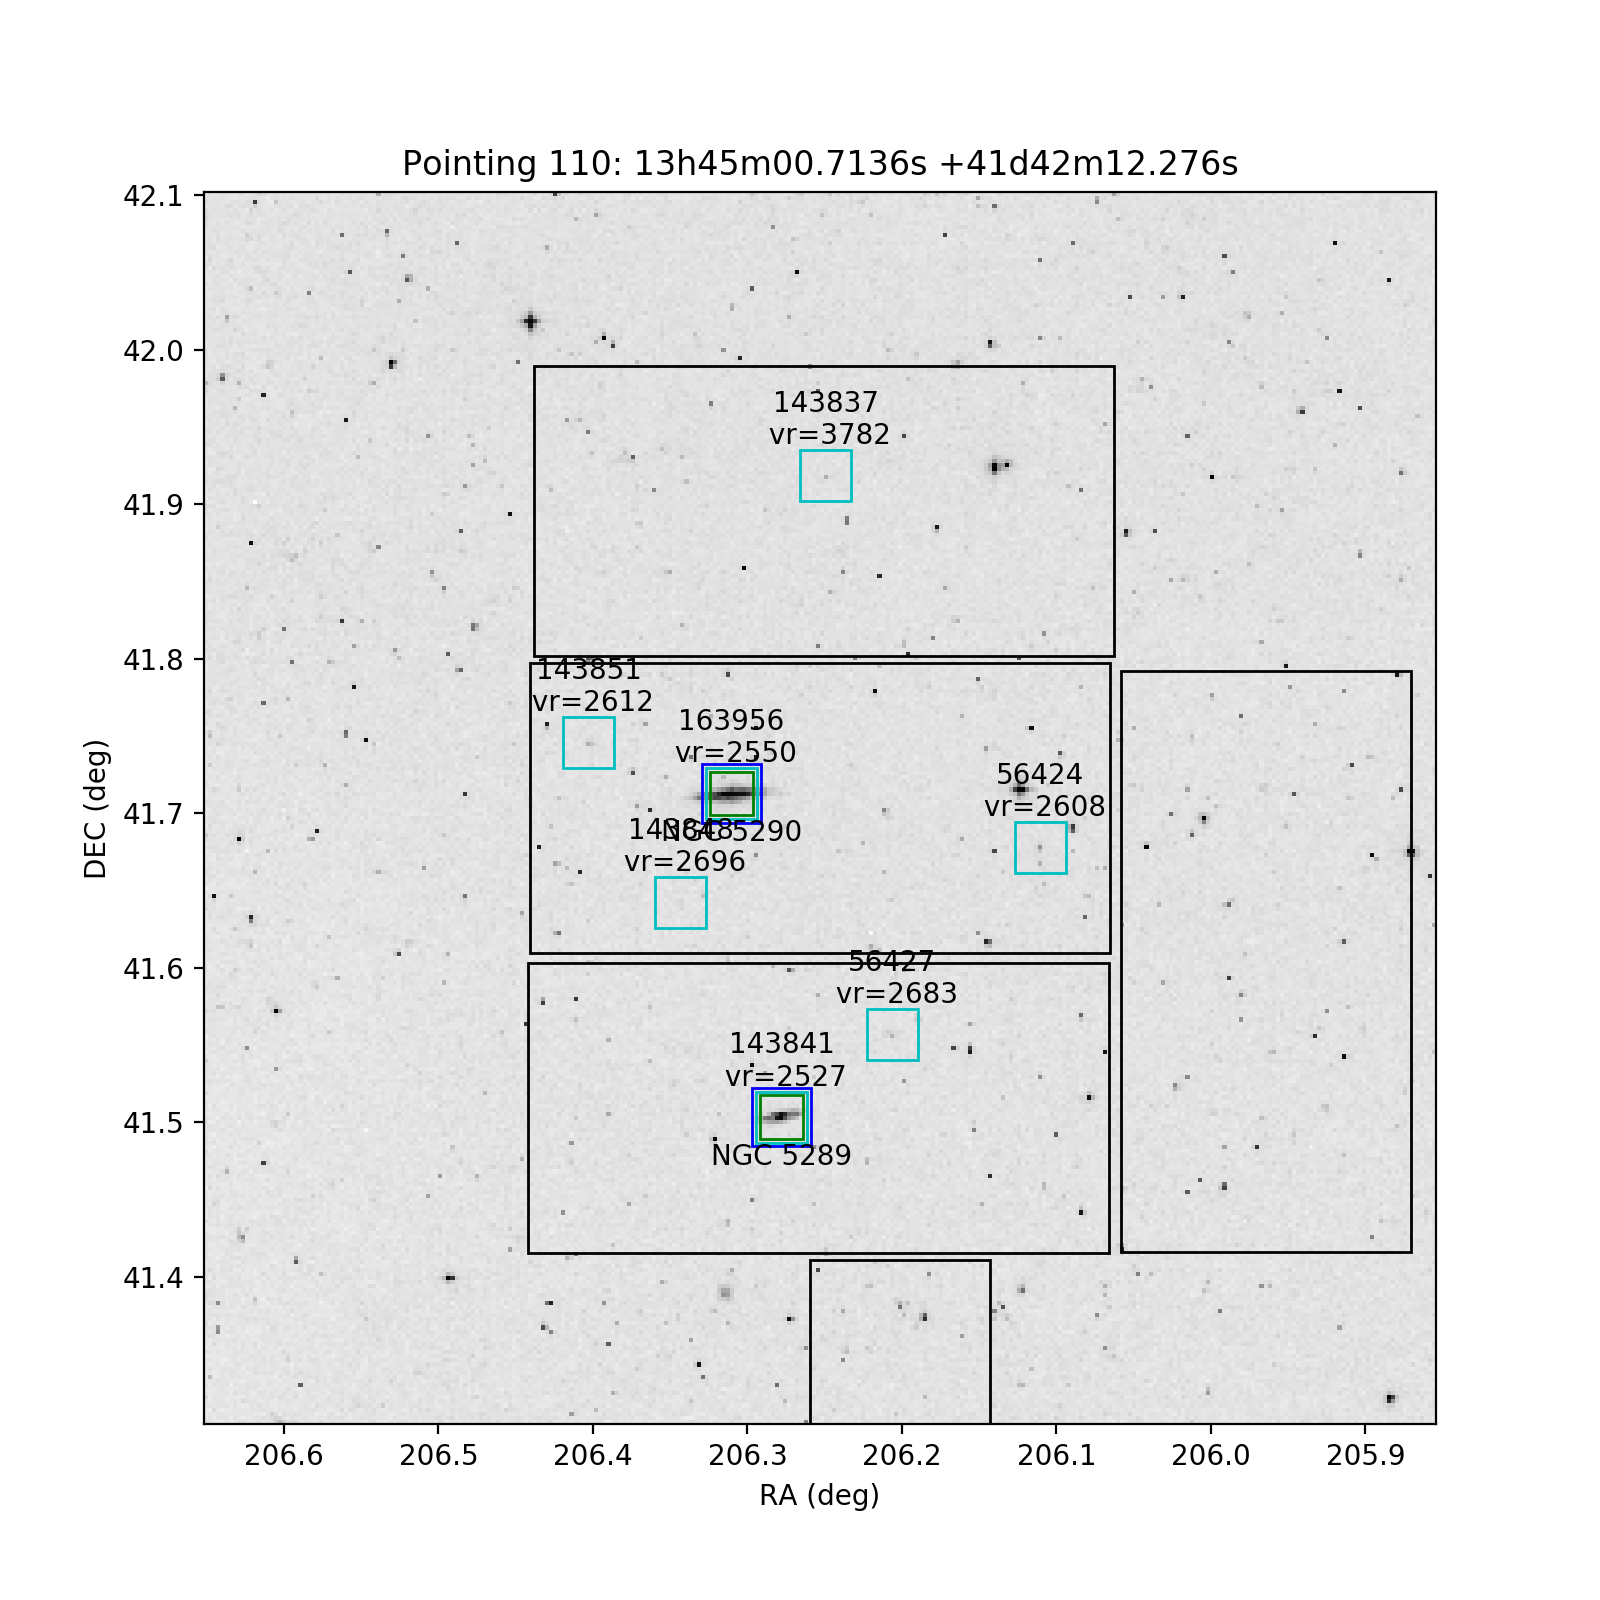 Pointing 110: 13h45m00.7136s +41d42m12.276s
42.1
42.0
41.9
41.8
41.7
41.6
41.5
41.4
DEC (deg)
143837
vr=3782
143851
vr=2612
163956
vr=2550
NGC 5290
56424
vr=2608
143848
vr=2696
56427
vr=2683
143841
vr=2527
NGC 5289
206.6
206.5
206.4
206.3
206.2
206.1
206.0
205.9
RA (deg)